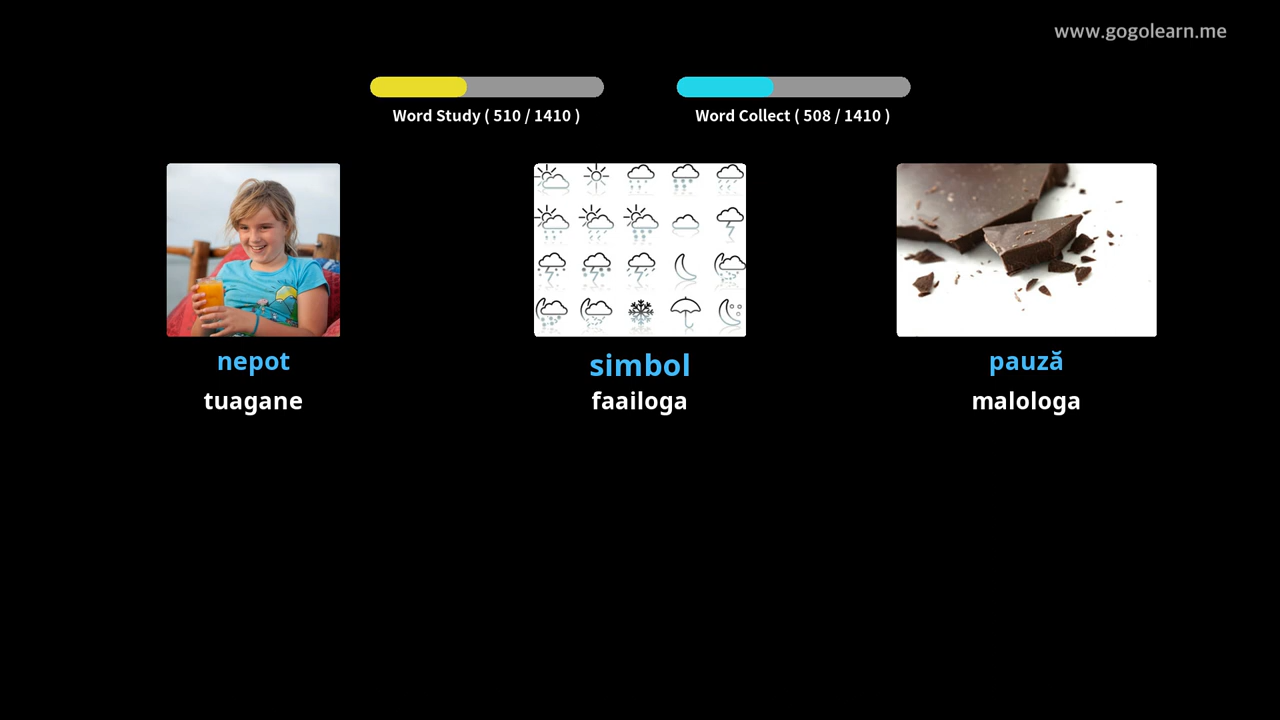 www.gogolearn.me
Word Study ( 510 / 1410 )
Word Collect ( 508 / 1410 )
nepot
tuagane
simbol
faailoga
pauză
malologa